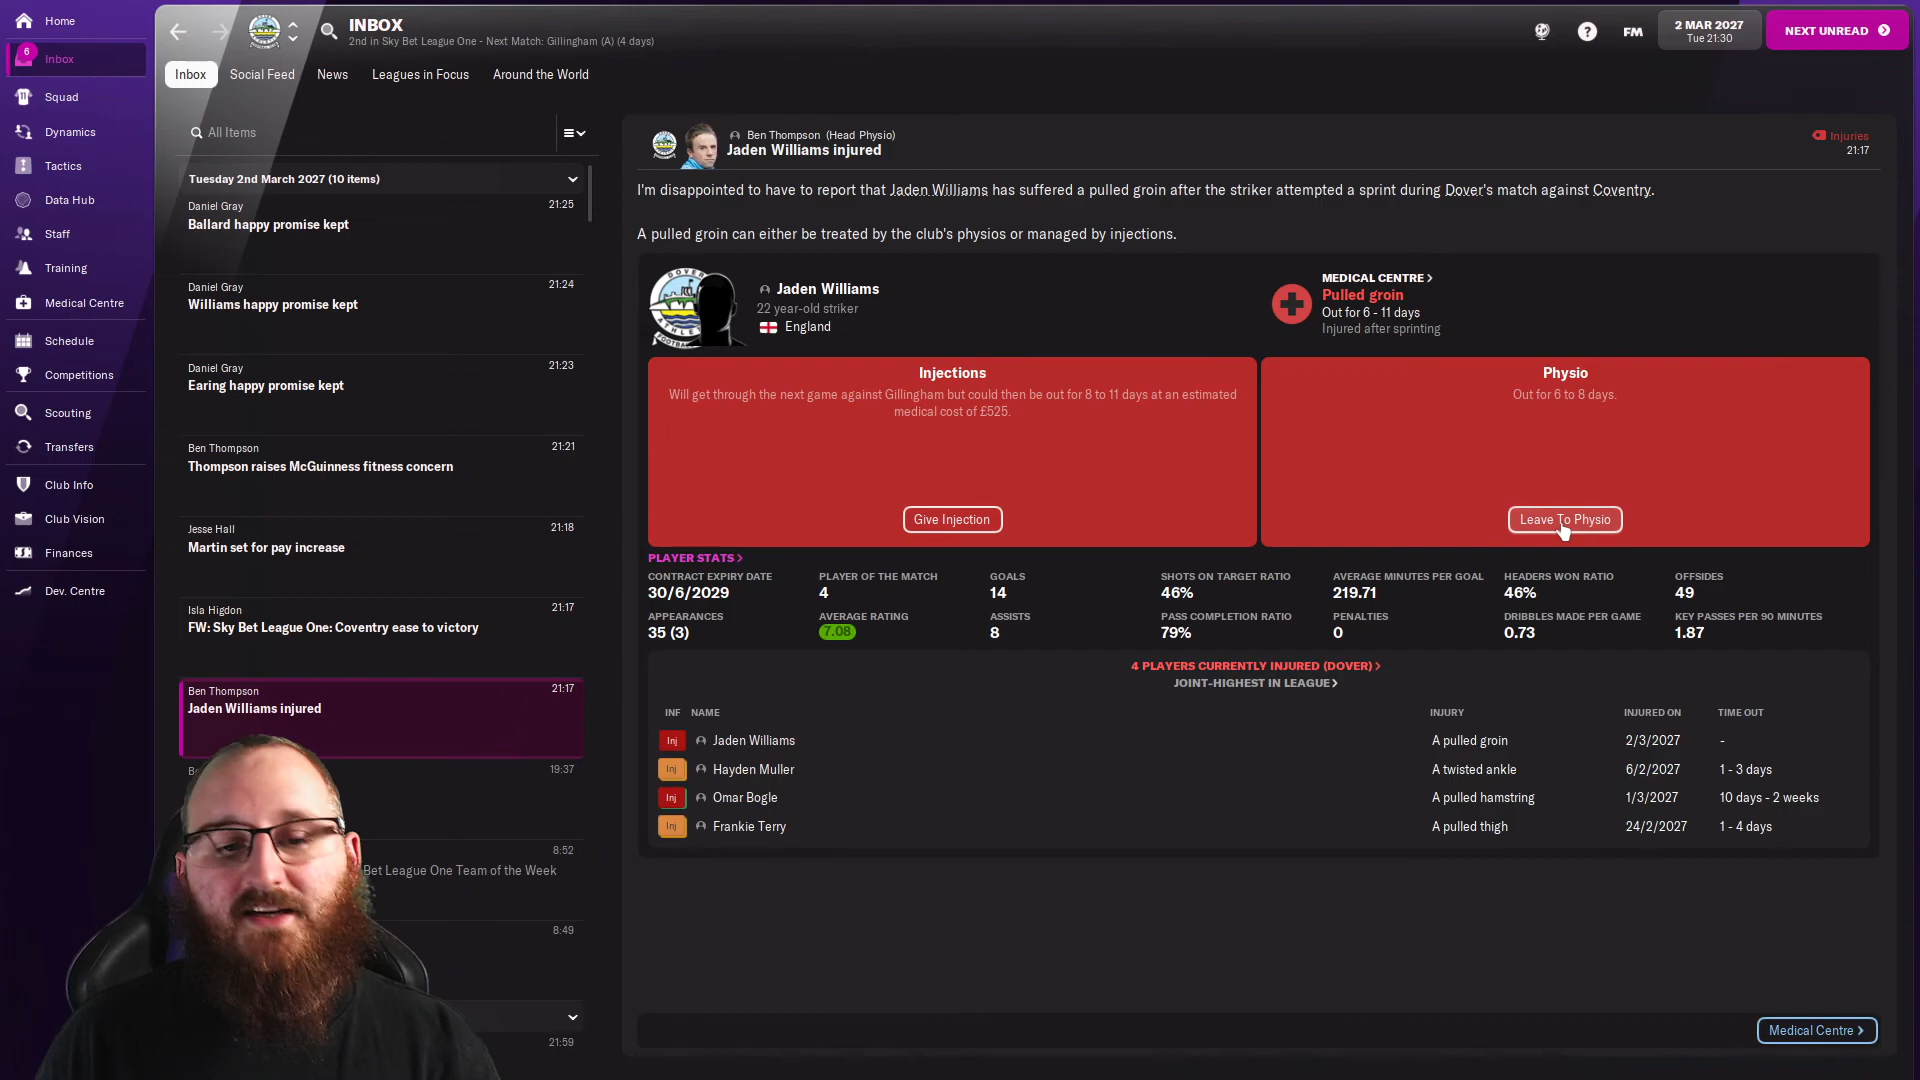 Home
6
Inbox
Squad
Dynamics
Tactics
Data Hub
Staff
Training
Medical Centre
Schedule
Competitions
Scouting
Transfers
Club Info
Club Vision
Finances
Dev. Centre
INBOX
2nd in Sky Bet League One - Next Match: Gillingham (A) (4 days)
FM
2 MAR 2027
Tue 21:30
NEXT UNREAD
Inbox Social Feed News Leagues in Focus Around the World
All Items
Tuesday 2nd March 2027 (10 items)
Daniel Gray 21:25
Ballard happy promise kept
Daniel Gray 21:24
Williams happy promise kept
Daniel Gray 21:23
Earing happy promise kept
Ben Thompson 21:21
Thompson raises McGuinness fitness concern
Jesse Hall 21:18
Martin set for pay increase
Isla Higdon 21:17
FW: Sky Bet League One: Coventry ease to victory
Ben Thompson 21:17
Jaden Williams injured
19:37
8:52
Bet League One Team of the Week
8:49
21:59
Ben Thompson (Head Physio)
Jaden Williams injured
Injuries
21:17
I'm disappointed to have to report that Jaden Williams has suffered a pulled groin after the striker attempted a sprint during Dover's match against Coventry.
A pulled groin can either be treated by the club's physios or managed by injections.
Jaden Williams
22 year-old striker
England
MEDICAL CENTRE >
Pulled groin
Out for 6 - 11 days
Injured after sprinting
Injections
Will get through the next game against Gillingham but could then be out for 8 to 11 days at an estimated
medical cost of £525.
Give Injection
Physio
Out for 6 to 8 days.
Leave To Physio
PLAYER STATS >
CONTRACT EXPIRY DATE PLAYER OF THE MATCH GOALS SHOTS ON TARGET RATIO AVERAGE MINUTES PER GOAL HEADERS WON RATIO OFFSIDES
30/6/2029 4 14 46% 219.71 46% 49
APPEARANCES AVERAGE RATING ASSISTS PASS COMPLETION RATIO PENALTIES DRIBBLES MADE PER GAME KEY PASSES PER 90 MINUTES
35 (3) 7.08 8 79% 0 0.73 1.87
4 PLAYERS CURRENTLY INJURED (DOVER) >
JOINT-HIGHEST IN LEAGUE >
INF NAME INJURY INJURED ON TIME OUT
Inj Jaden Williams A pulled groin 2/3/2027 -
Inj Hayden Muller A twisted ankle 6/2/2027 1 - 3 days
Inj Omar Bogle A pulled hamstring 1/3/2027 10 days - 2 weeks
Inj Frankie Terry A pulled thigh 24/2/2027 1 - 4 days
Medical Centre >